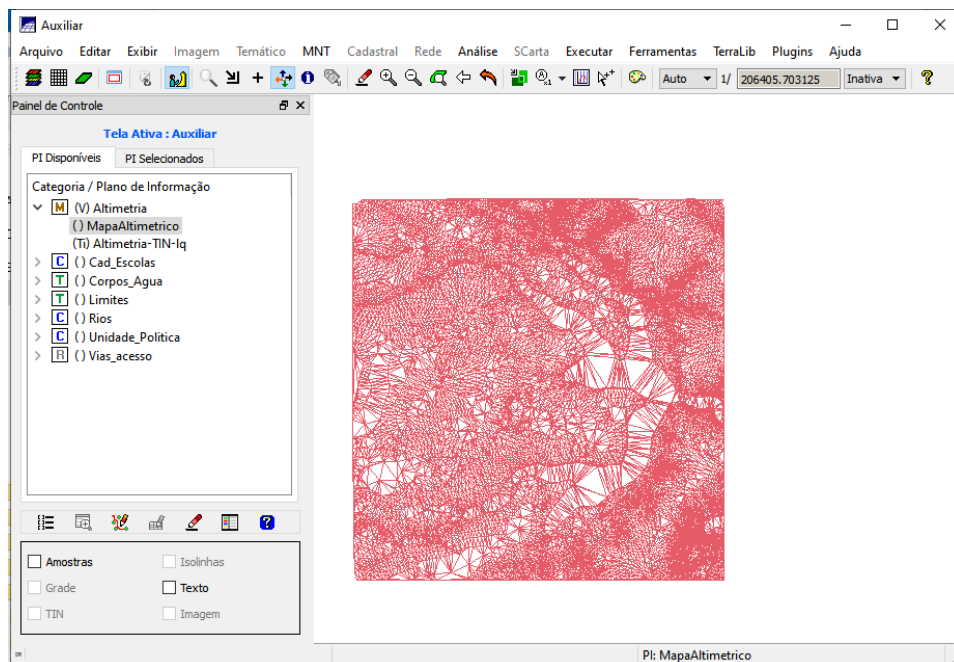 Auxiliar
Arquivo Editar Exibir Imagem Temático MNT Cadastral Rede Análise SCarta Executar Ferramentas TerraLib Plugins Ajuda
Auto 1/ 206405.703125 Inativa
Painel de Controle
Tela Ativa : Auxiliar
PI Disponíveis PI Selecionados
Categoria / Plano de Informação
M (V) Altimetria
( ) MapaAltimetrico
(Ti) Altimetria-TIN-lq
C ( ) Cad_Escolas
T ( ) Corpos_Agua
T ( ) Limites
C ( ) Rios
C ( ) Unidade_Politica
R ( ) Vias_acesso
Amostras Isolinhas
Grade Texto
TIN Imagem
PI: MapaAltimetrico